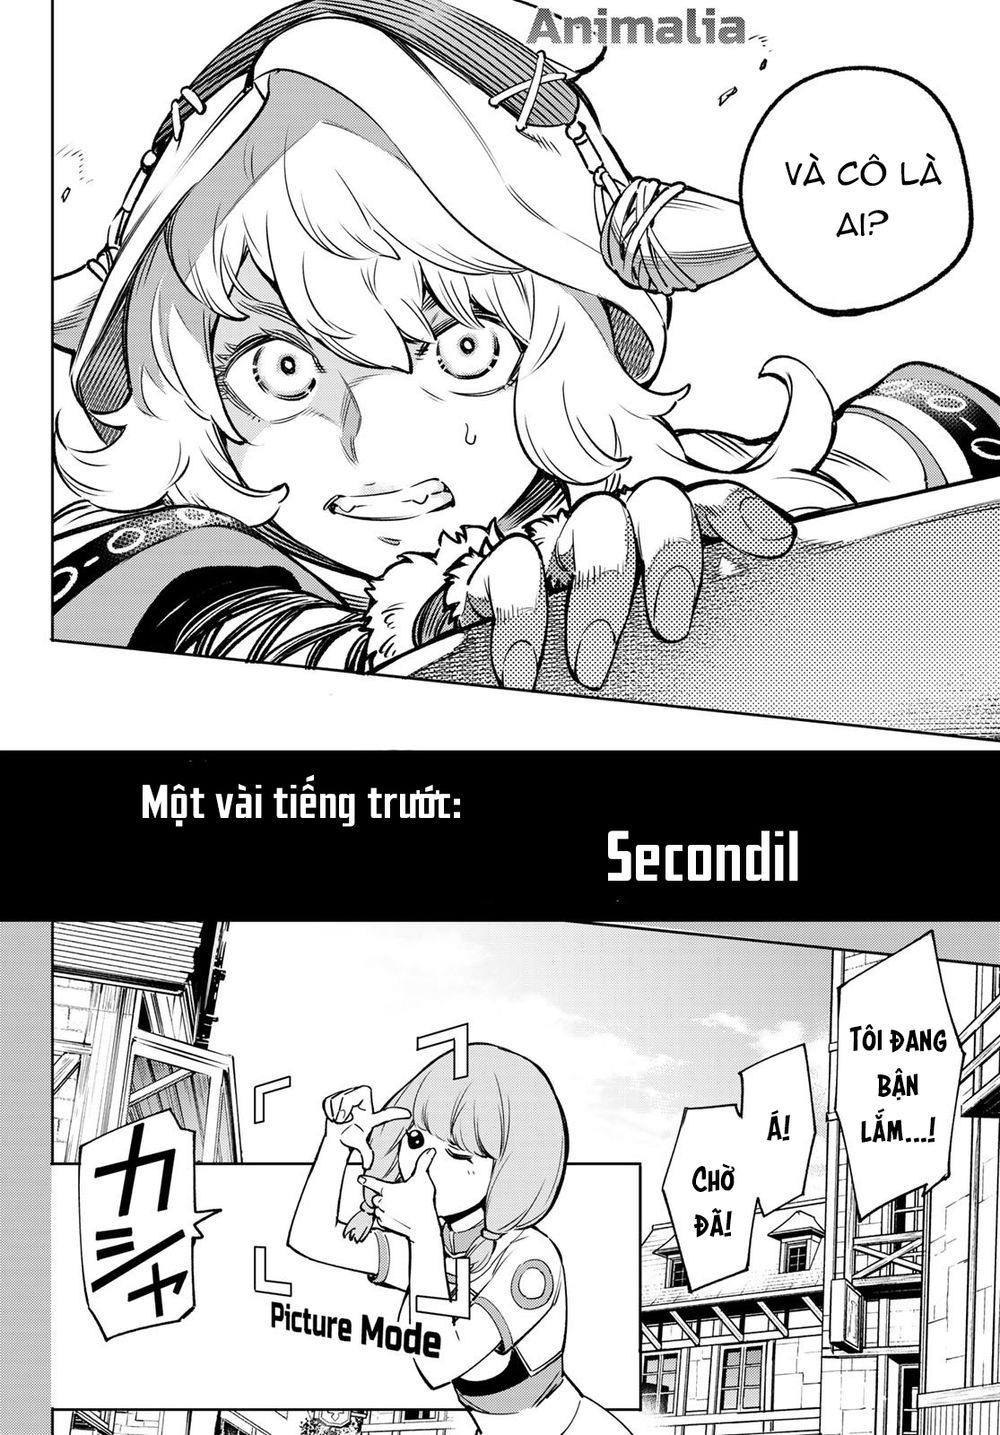 Animalia
VÀ CÔ LÀ
AI?
Một vài tiếng trước:
Secondil
TÔI ĐANG
BẬN
LẮM...!
Á!
CHỜ
ĐÃ!
カシャ
Picture Mode